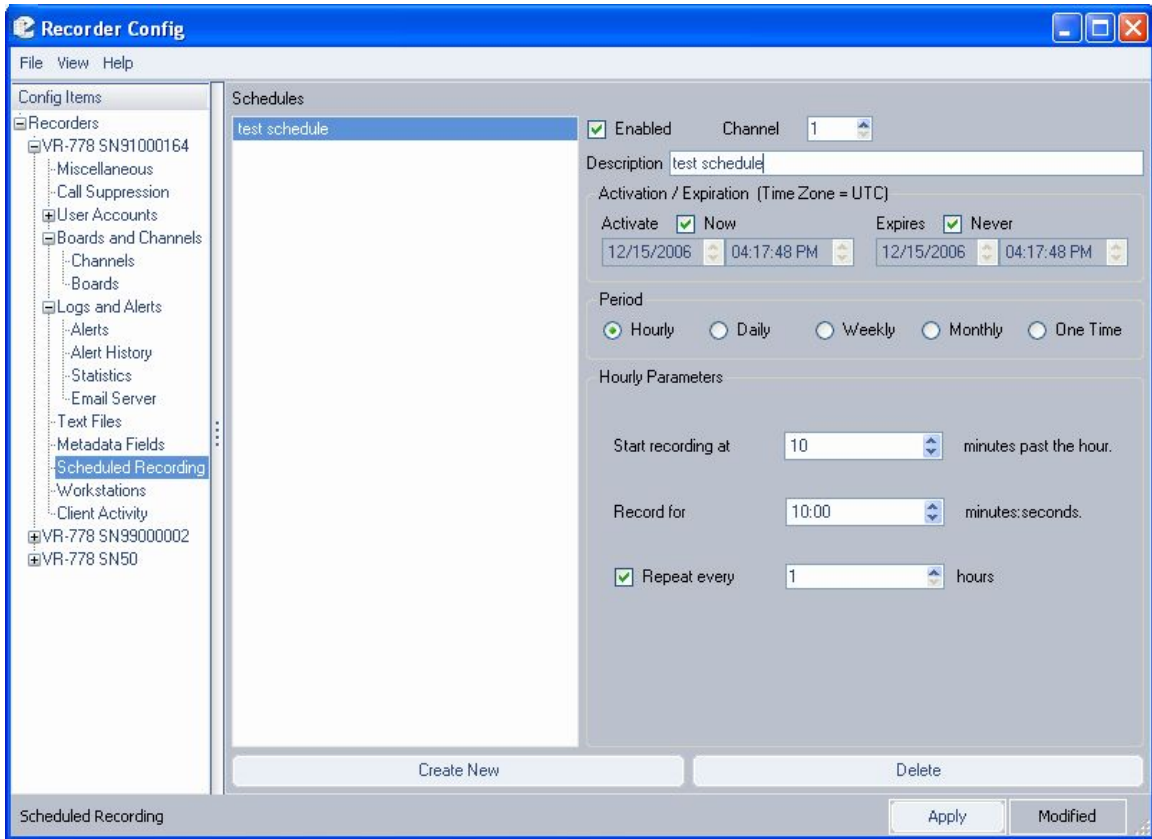 Recorder Config
File View Help
Config Items
Recorders
VR-778 SN91000164
Miscellaneous
Call Suppression
User Accounts
Boards and Channels
Channels
Boards
Logs and Alerts
Alerts
Alert History
Statistics
Email Server
Text Files
Metadata Fields
Scheduled Recording
Workstations
Client Activity
VR-778 SN99000002
VR-778 SN50
Schedules
test schedule
Enabled Channel 1
Description test schedule
Activation / Expiration (Time Zone = UTC)
Activate Now Expires Never
12/15/2006 04:17:48 PM 12/15/2006 04:17:48 PM
Period
Hourly Daily Weekly Monthly One Time
Hourly Parameters
Start recording at 10 minutes past the hour.
Record for 10:00 minutes:seconds.
Repeat every 1 hours
Create New Delete
Scheduled Recording Apply Modified